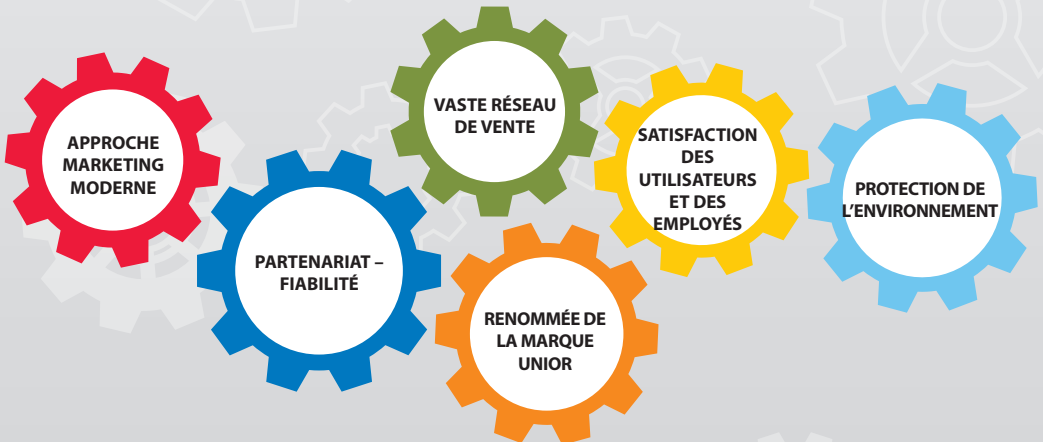 APPROCHE
MARKETING
MODERNE
PARTENARIAT –
FIABILITÉ
VASTE RÉSEAU
DE VENTE
RENOMMÉE DE
LA MARQUE
UNIOR
SATISFACTION
DES
UTILISATEURS
ET DES
EMPLOYÉS
PROTECTION DE
L'ENVIRONNEMENT